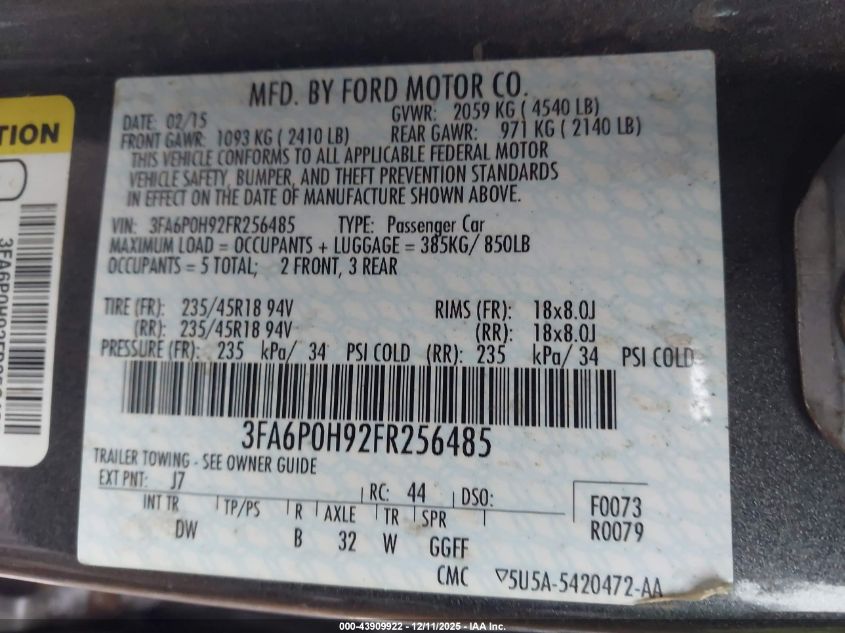 MFD. BY FORD MOTOR CO.
DATE: 02/15 GVWR: 2059 KG ( 4540 LB)
FRONT GAWR: 1093 KG ( 2410 LB) REAR GAWR: 971 KG ( 2140 LB)
THIS VEHICLE CONFORMS TO ALL APPLICABLE FEDERAL MOTOR
VEHICLE SAFETY, BUMPER, AND THEFT PREVENTION STANDARDS
IN EFFECT ON THE DATE OF MANUFACTURE SHOWN ABOVE.
VIN: 3FA6P0H92FR256485 TYPE: Passenger Car
MAXIMUM LOAD = OCCUPANTS + LUGGAGE = 385KG/ 850LB
OCCUPANTS = 5 TOTAL; 2 FRONT, 3 REAR
TIRE (FR): 235/45R18 94V RIMS (FR): 18x8.0J
(RR): 235/45R18 94V (RR): 18x8.0J
PRESSURE (FR): 235 kPa/ 34 PSI COLD (RR): 235 kPa/ 34 PSI COLD
3FA6P0H92FR256485
TRAILER TOWING - SEE OWNER GUIDE
EXT PNT: J7 RC: 44 DSO:
INT TR TP/PS R AXLE TR SPR
DW B 32 W GGFF
F0073
R0079
CMC ▽5U5A-5420472-AA
TION
000-43909922 - 12/11/2025 - IAA Inc.